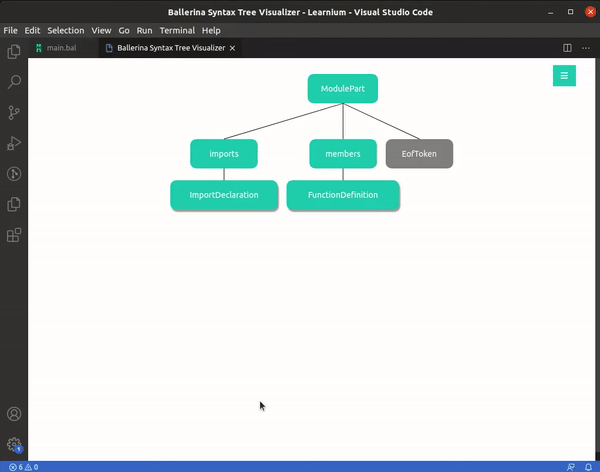 Ballerina Syntax Tree Visualizer - Learnium - Visual Studio Code
File Edit Selection View Go Run Terminal Help
main.bal Ballerina Syntax Tree Visualizer
ModulePart
imports members EofToken
ImportDeclaration FunctionDefinition
1
6 0